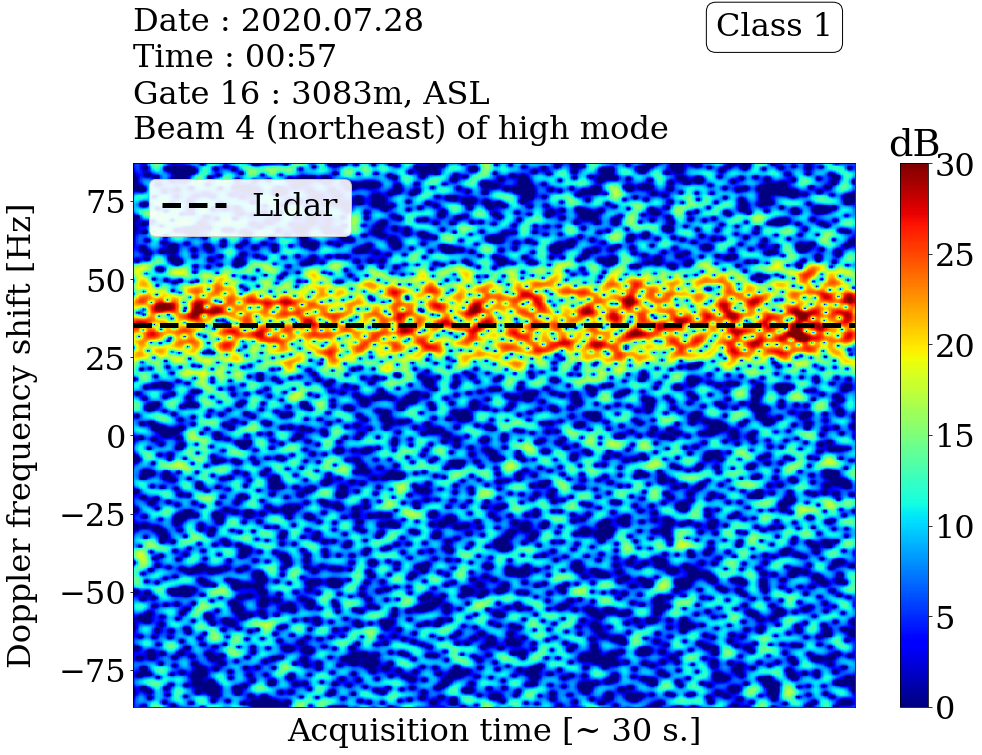 Date : 2020.07.28
Time : 00:57
Gate 16 : 3083m, ASL
Beam 4 (northeast) of high mode
Class 1
dB
Lidar
Doppler frequency shift [Hz]
75
50
25
0
−25
−50
−75
30
25
20
15
10
5
0
Acquisition time [~ 30 s.]